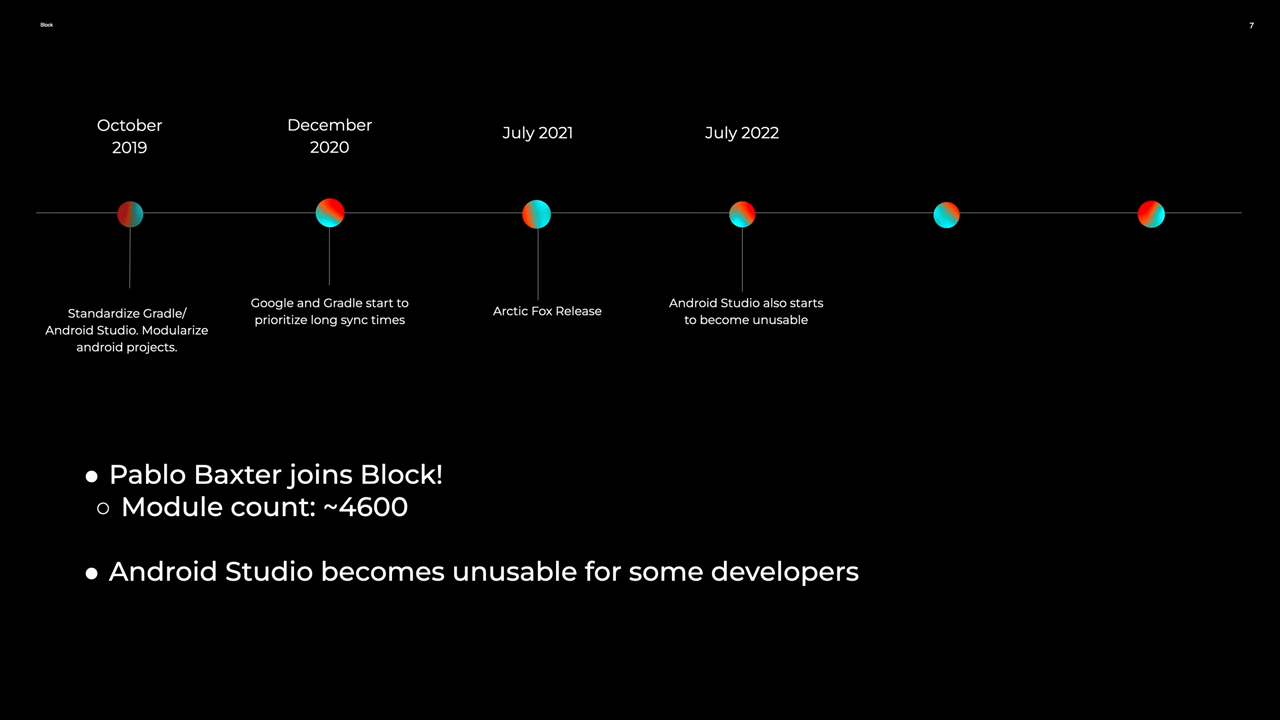 Block
7
October
2019
December
2020
July 2021
July 2022
Standardize Gradle/
Android Studio. Modularize
android projects.
Google and Gradle start to
prioritize long sync times
Arctic Fox Release
Android Studio also starts
to become unusable
● Pablo Baxter joins Block!
○ Module count: ~4600
● Android Studio becomes unusable for some developers